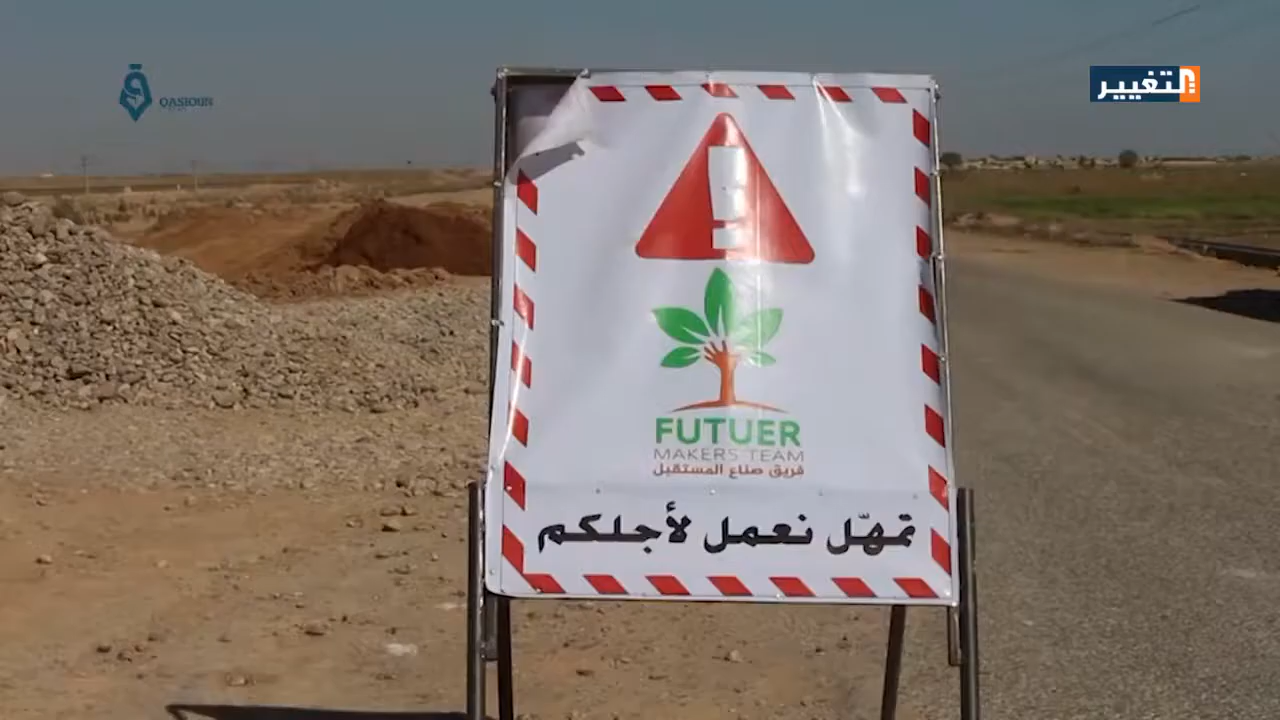 QASIOUN
التغيير
FUTUER
MAKERS TEAM
فريق صناع المستقبل
تمهّل نعمل لأجلكم